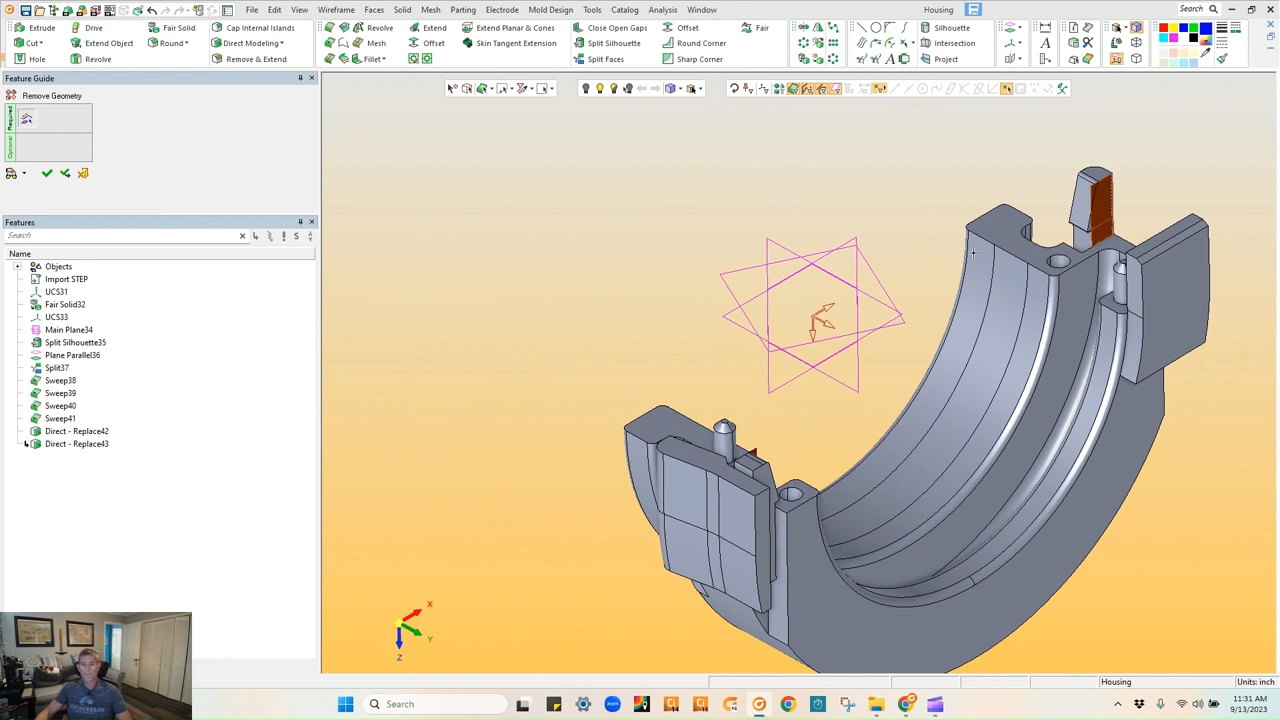 File Edit View Wireframe Faces Solid Mesh Parting Electrode Mold Design Tools Catalog Analysis Window Housing Search
Extrude Fair Solid Cap Internal Islands Revolve Extend Extend Planar & Cones Close Open Gaps Offset Fair Silhouette
Cut Extend Objects Round Direct Modeling Mesh Offset Skin Tangent Extension Split Silhouette Round Corner Intersection
Hole Revolve Remove & Extend Fillet Split Faces Sharp Corner Project
Feature Guide
Remove Geometry
Required
Optional
Features
Search
S
Name
Objects
Import STEP
UCS31
Fair Solid32
UCS33
Main Plane34
Split Silhouette35
Plane Parallel36
Split37
Sweep38
Sweep39
Sweep40
Sweep41
Direct - Replace42
Direct - Replace43
X
Y
Z
Housing Units: inch
Search
11:31 AM
9/13/2023